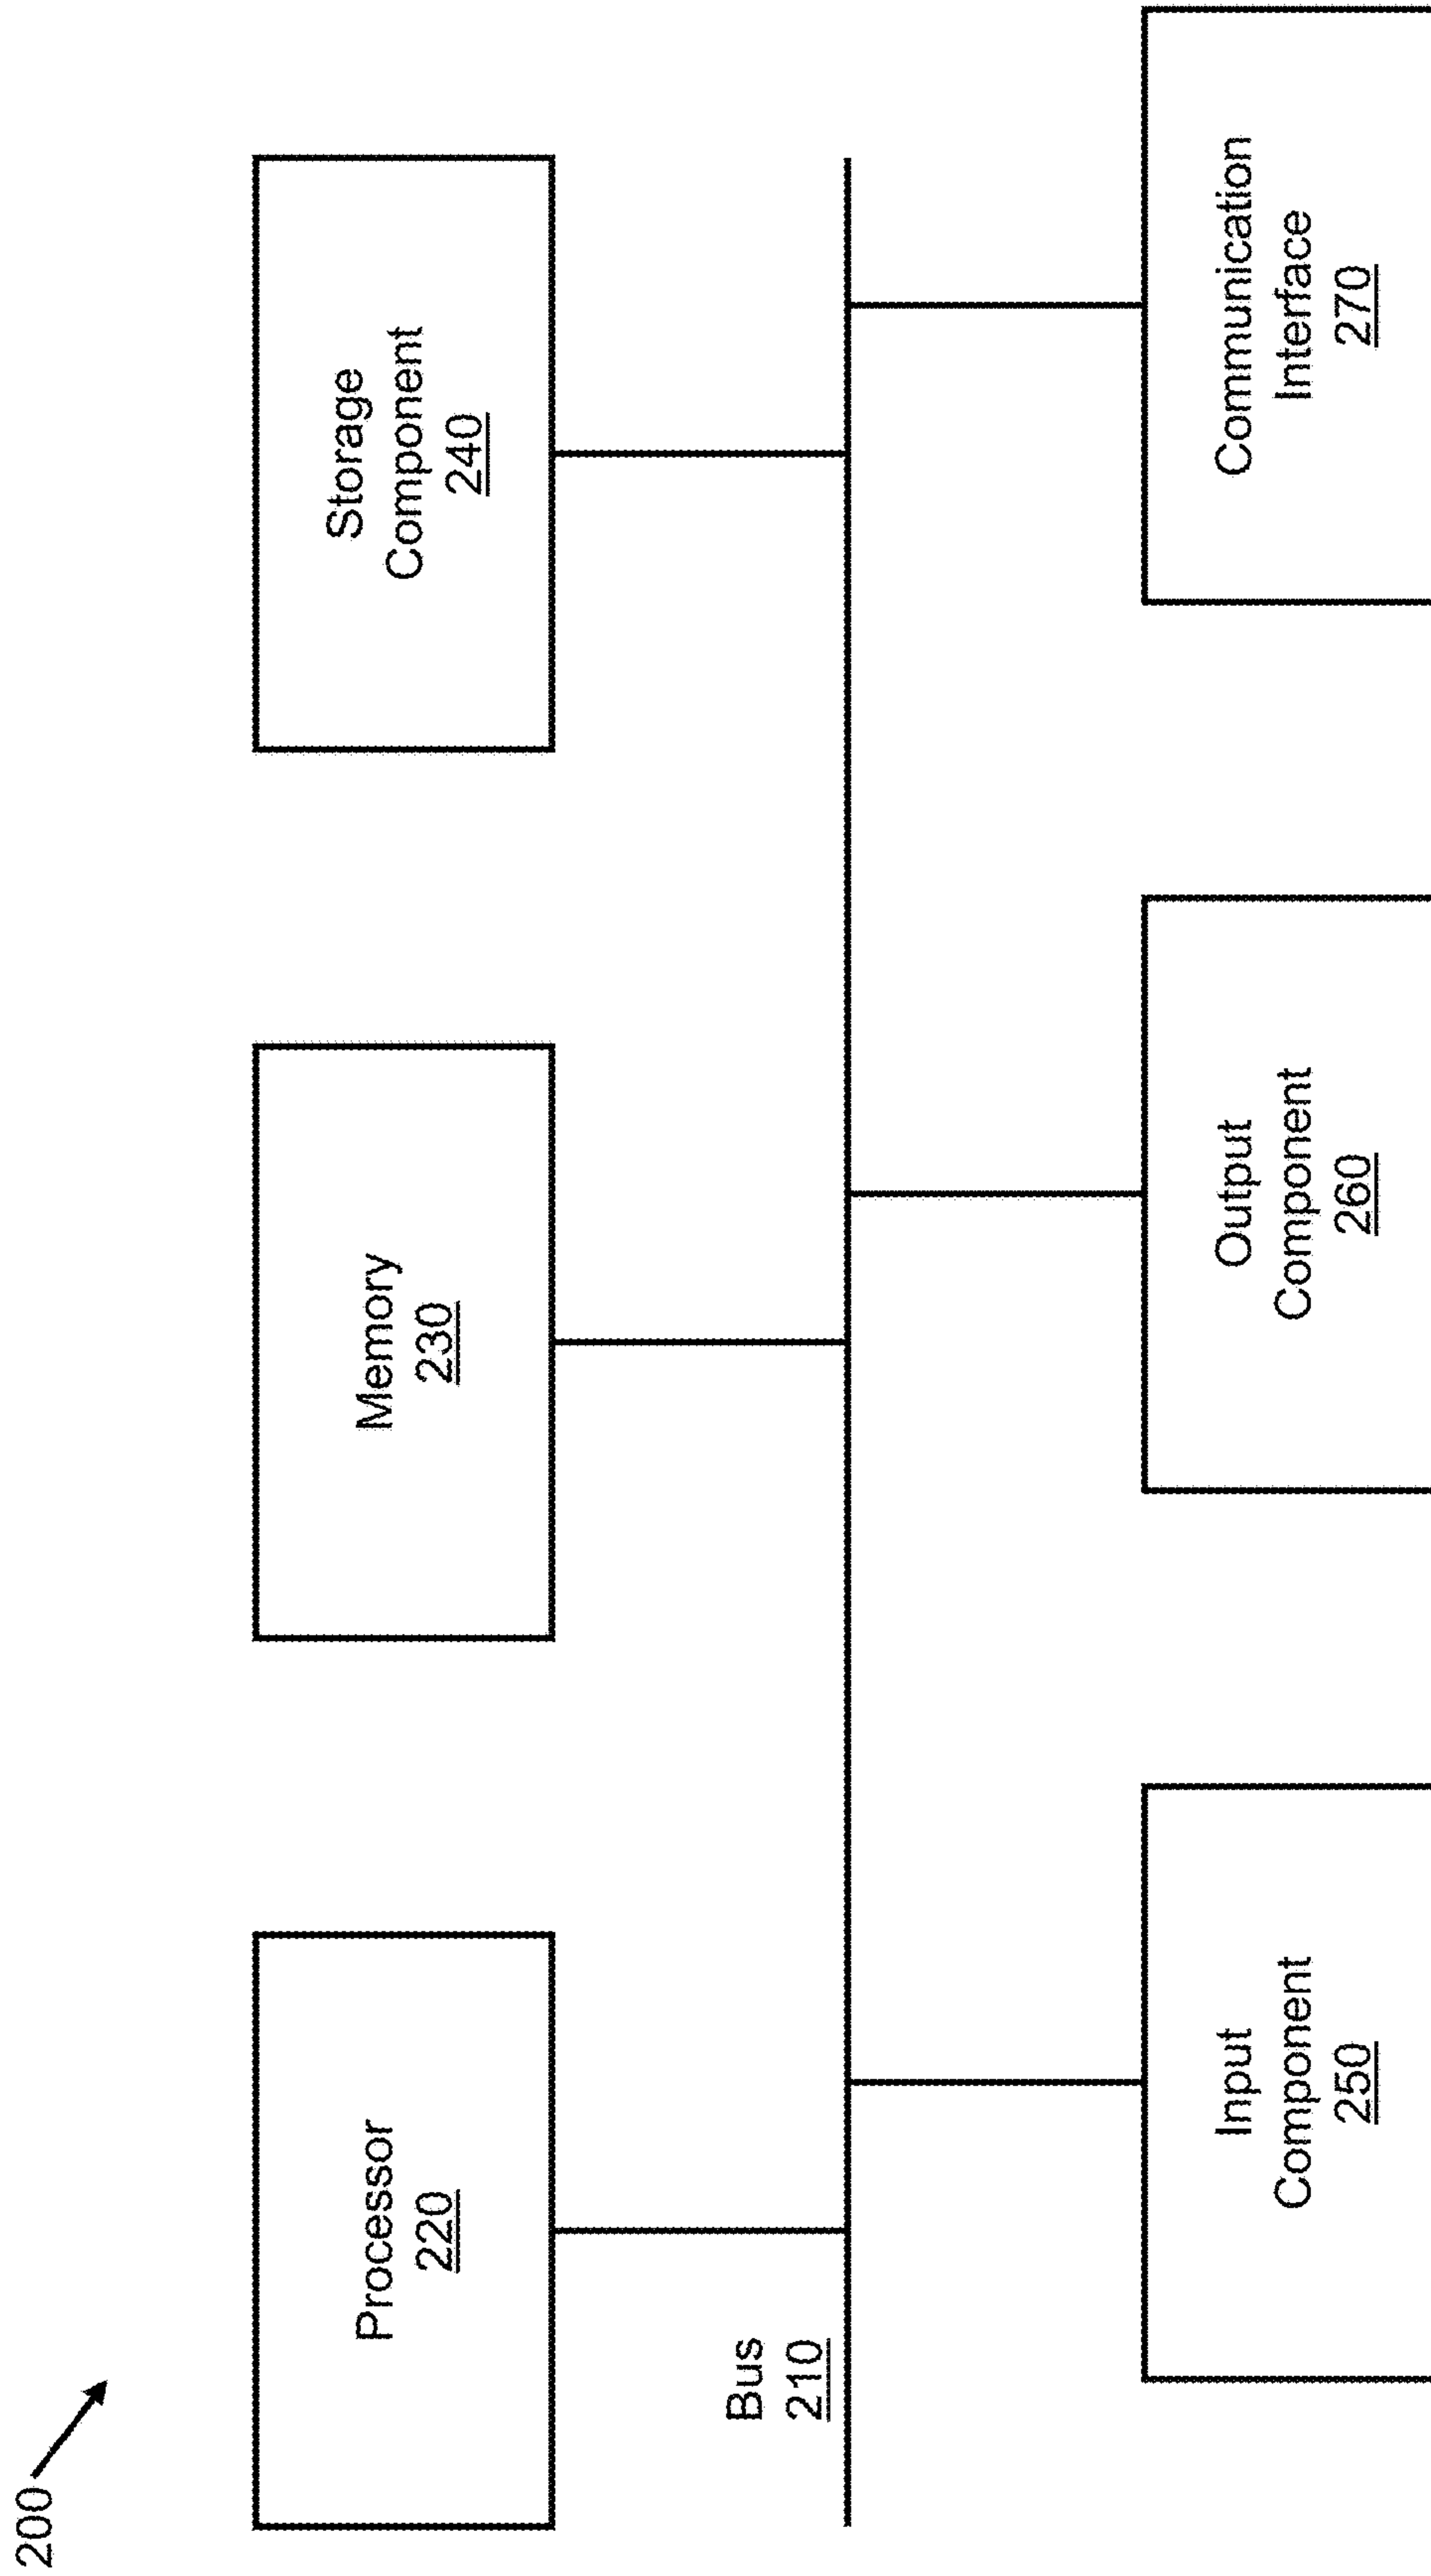 200
Processor
220
Memory
230
Storage
Component
240
Bus
210
Input
Component
250
Output
Component
260
Communication
Interface
270